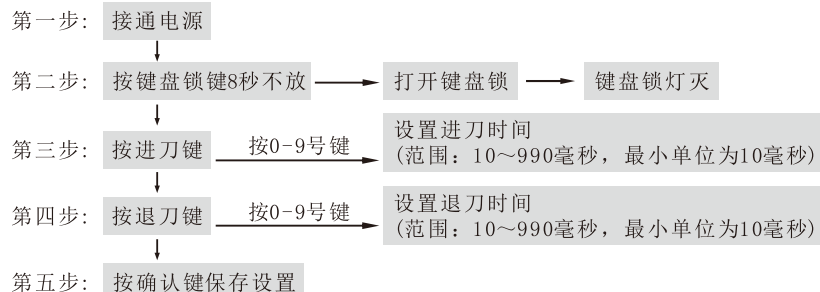 第一步: 接通电源
第二步: 按键盘锁键8秒不放 打开键盘锁 键盘锁灯灭
第三步: 按进刀键 按0-9号键 设置进刀时间
(范围: 10～990毫秒, 最小单位为10毫秒)
第四步: 按退刀键 按0-9号键 设置退刀时间
(范围: 10～990毫秒, 最小单位为10毫秒)
第五步: 按确认键保存设置